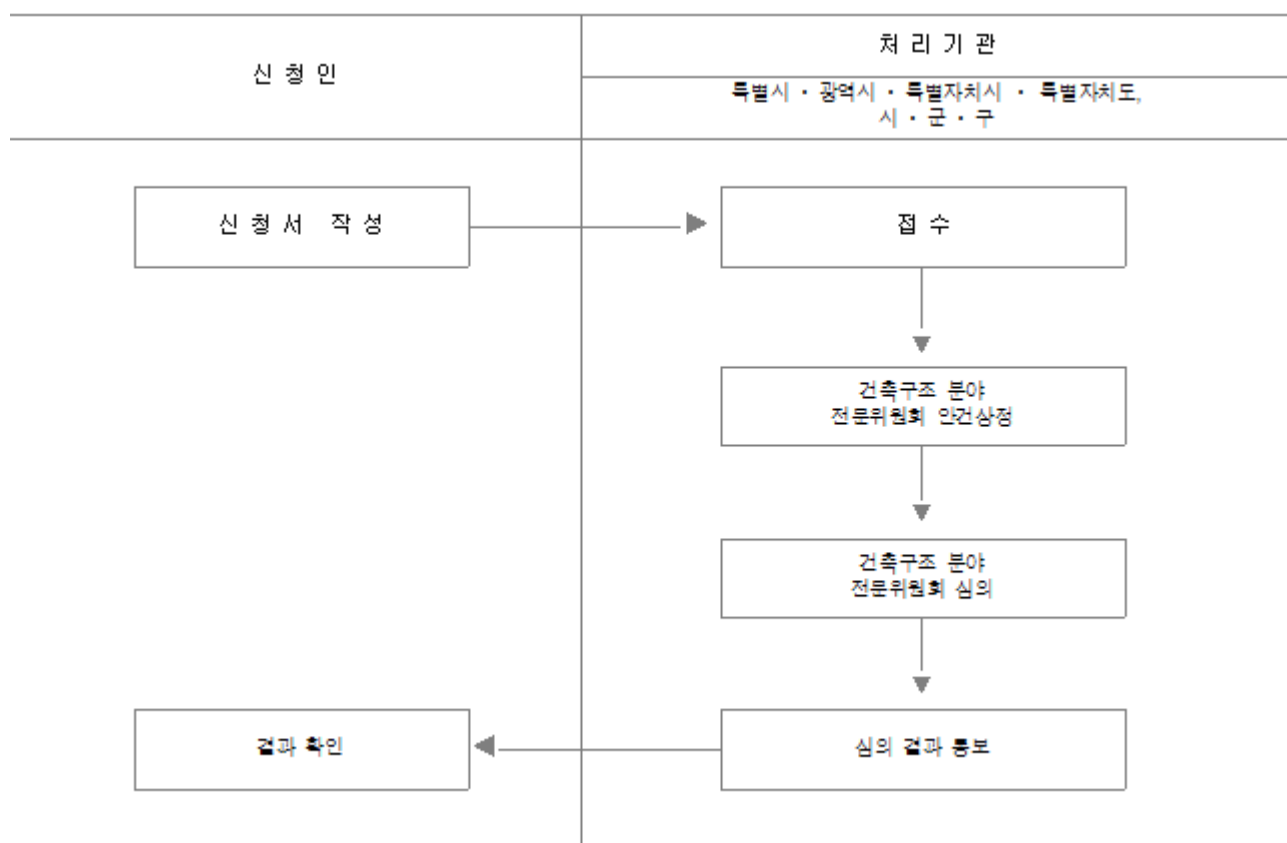 신 청 인
처 리 기 관
특별시 · 광역시 · 특별자치시 · 특별자치도,
시 · 군 · 구
신 청 서 작 성
접 수
건축구조 분야
전문위원회 안건상정
건축구조 분야
전문위원회 심의
결과 확인
심의 결과 통보